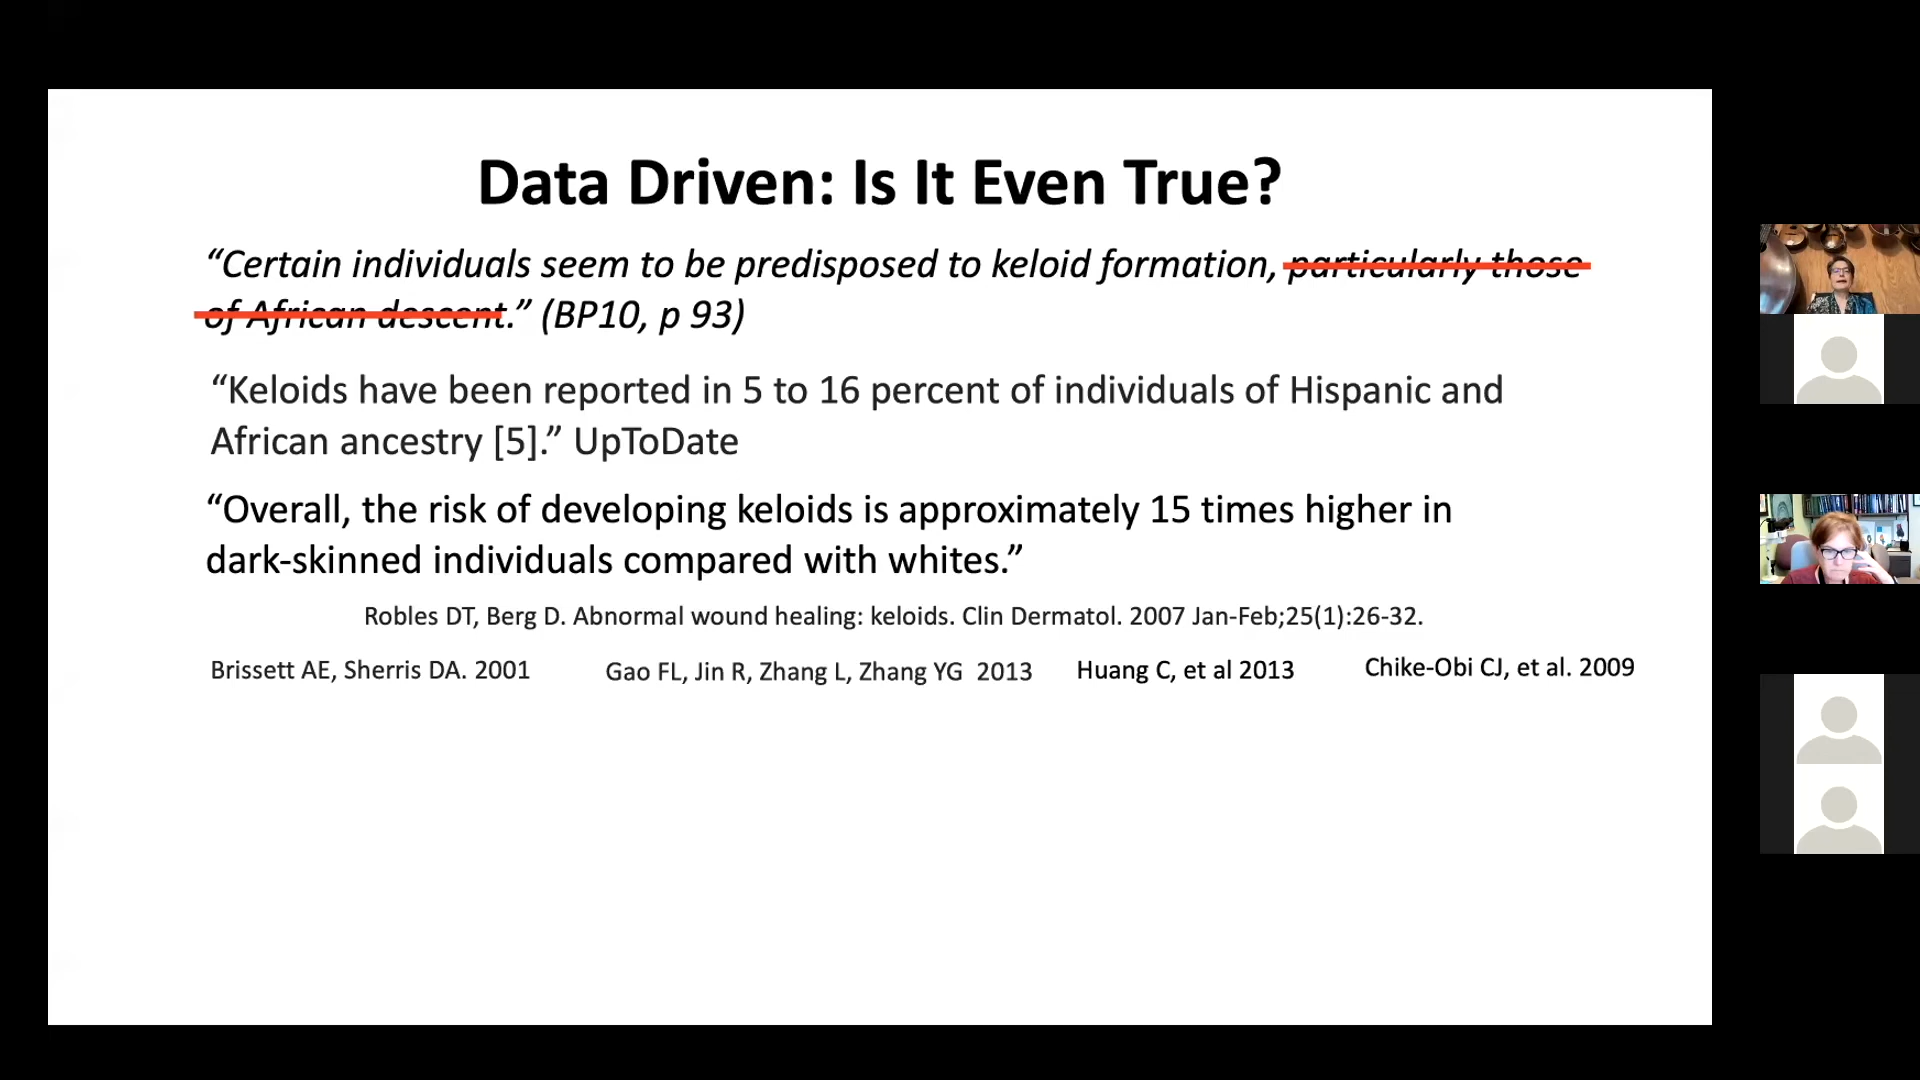 Data Driven: Is It Even True?
“Certain individuals seem to be predisposed to keloid formation, particularly those
of African descent.” (BP10, p 93)
“Keloids have been reported in 5 to 16 percent of individuals of Hispanic and
African ancestry [5].” UpToDate
“Overall, the risk of developing keloids is approximately 15 times higher in
dark-skinned individuals compared with whites.”
Robles DT, Berg D. Abnormal wound healing: keloids. Clin Dermatol. 2007 Jan-Feb;25(1):26-32.
Brissett AE, Sherris DA. 2001 Gao FL, Jin R, Zhang L, Zhang YG 2013 Huang C, et al 2013 Chike-Obi CJ, et al. 2009